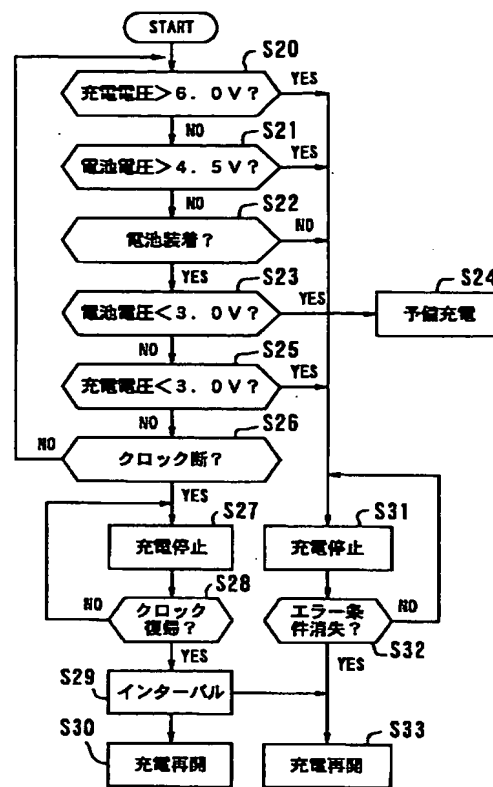 START
S20
充電電圧>6.0V?
YES
NO
S21
電池電圧>4.5V?
YES
NO
S22
電池装着?
NO
YES
S23
電池電圧<3.0V?
YES
S24
予備充電
NO
S25
充電電圧<3.0V?
YES
NO
S26
クロック断?
NO
YES
S27
充電停止
S28
クロック
復帰?
NO
YES
S29
インターバル
S30
充電再開
S31
充電停止
エラー条
件消失?
NO
S32
YES
S33
充電再開